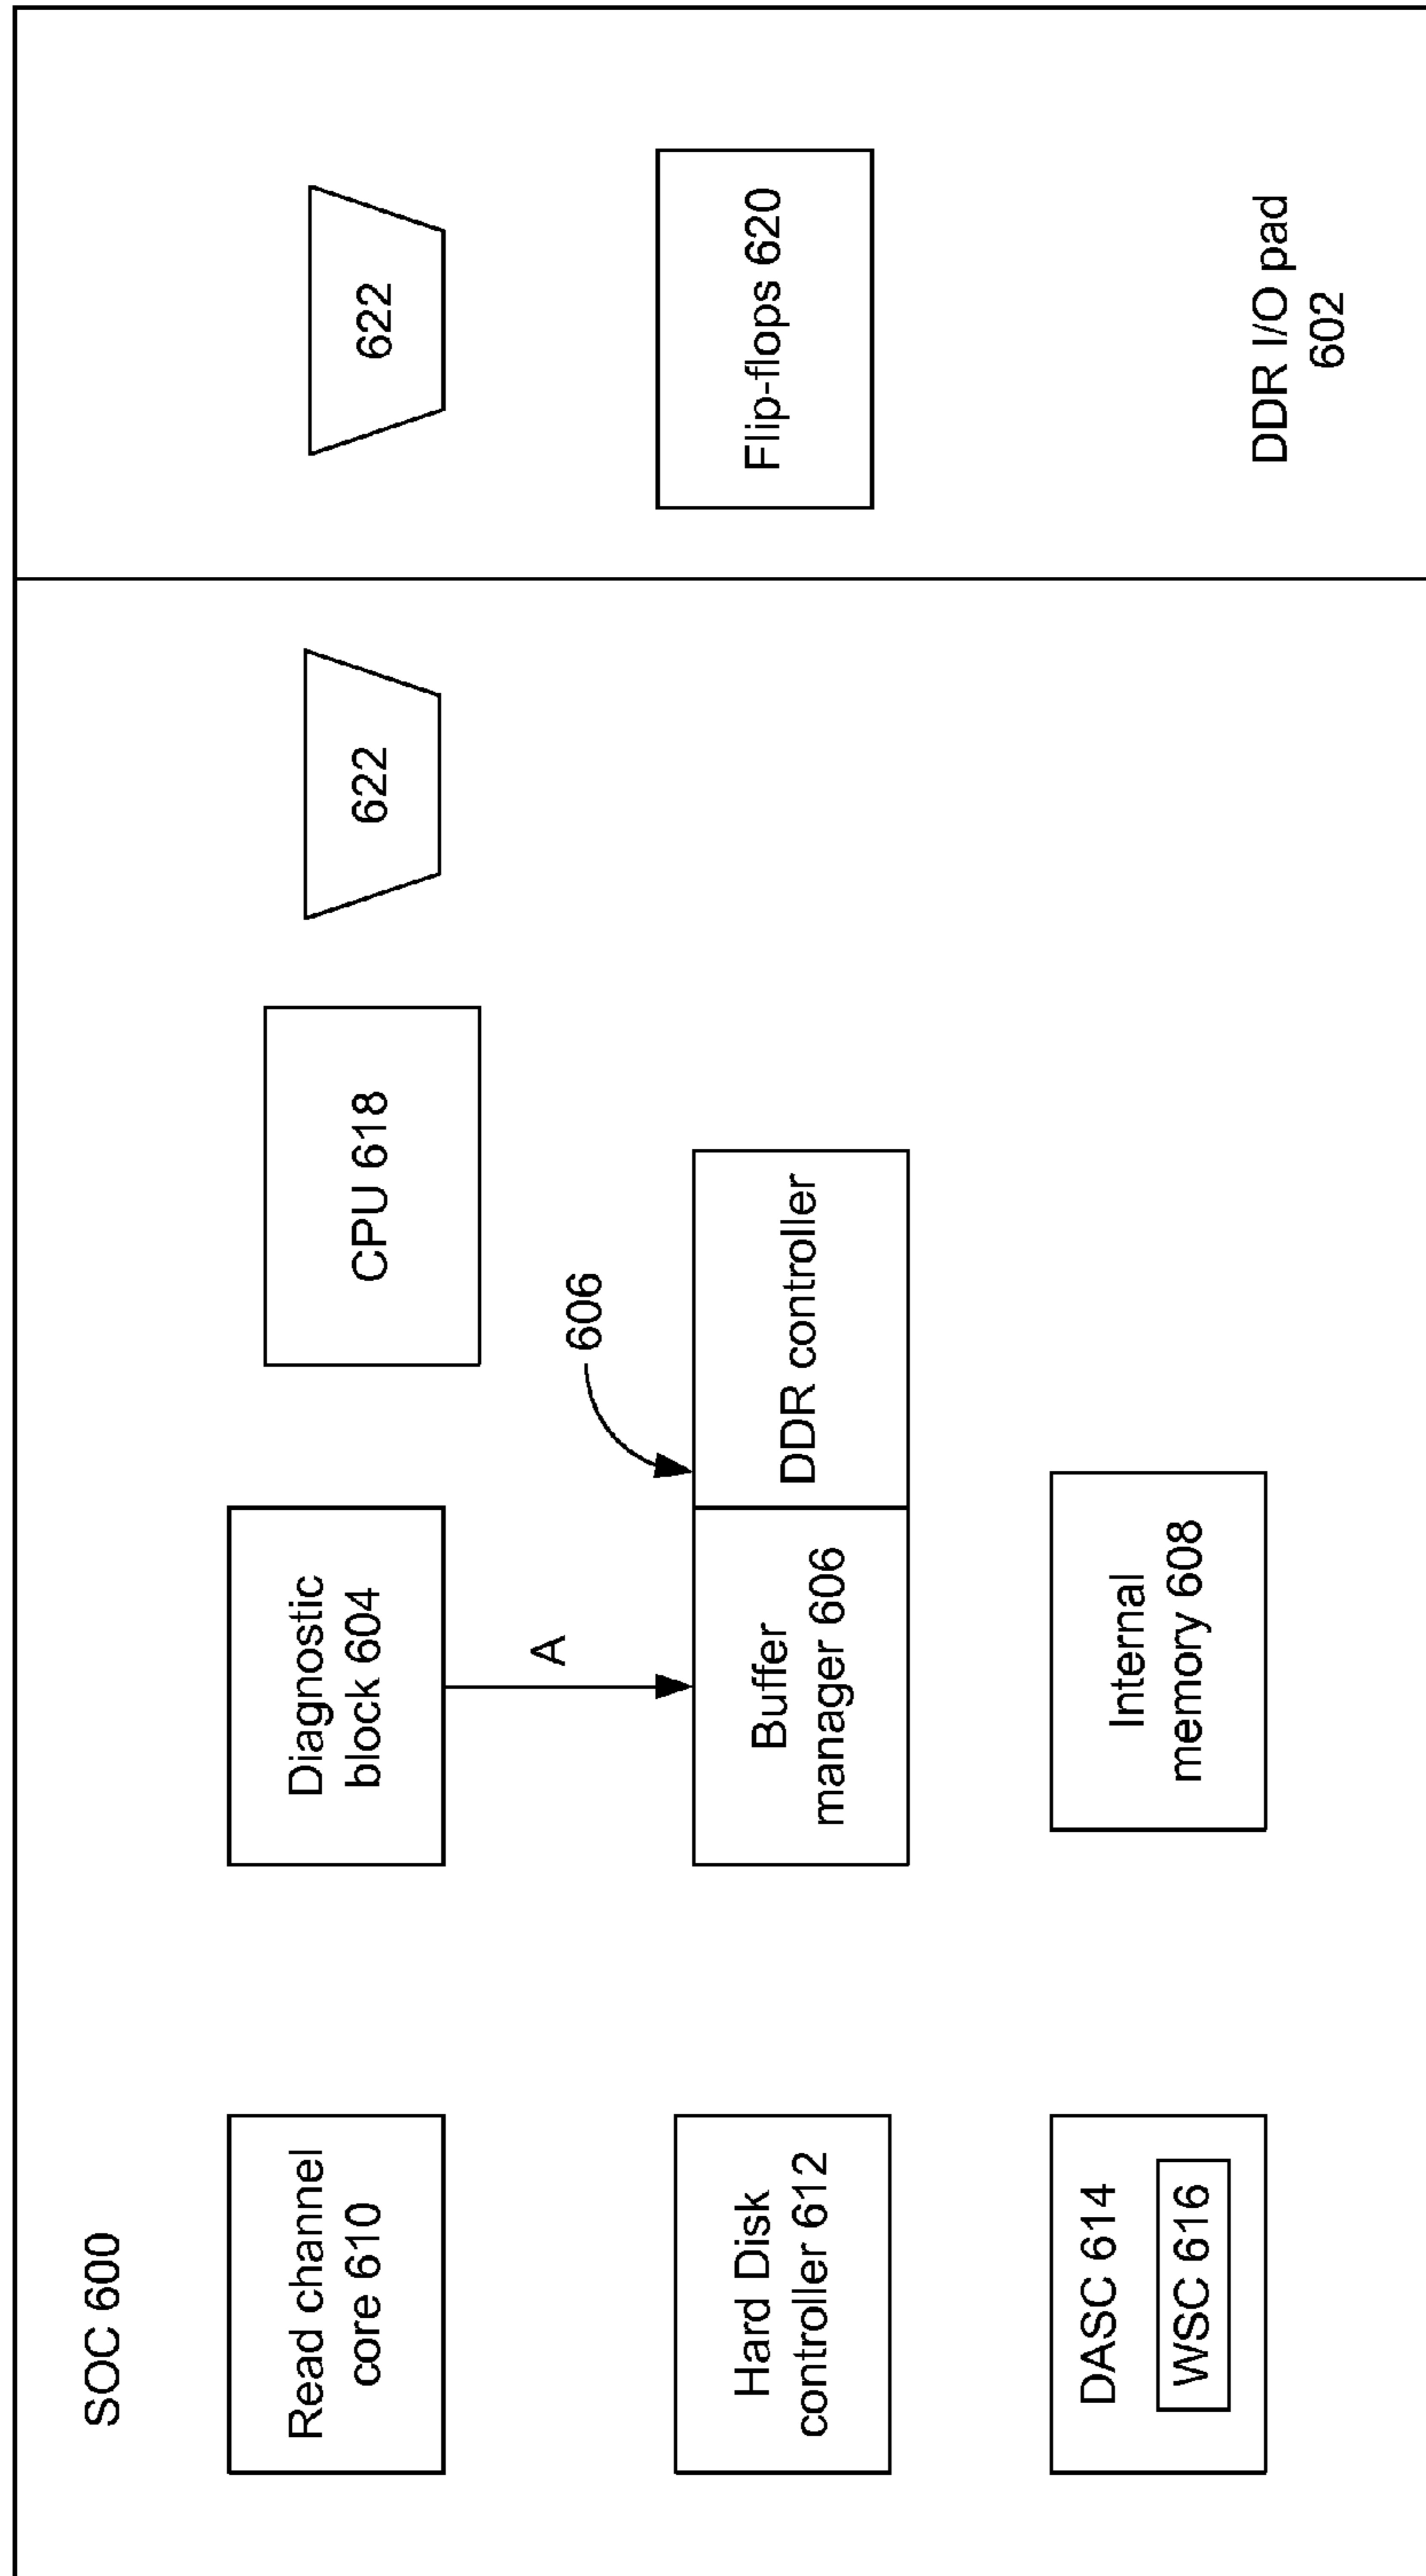 SOC 600
Read channel
core 610
Diagnostic
block 604
CPU 618
622
622
A
606
Hard Disk
controller 612
Buffer
manager 606
DDR controller
Flip-flops 620
DASC 614
WSC 616
Internal
memory 608
DDR I/O pad
602